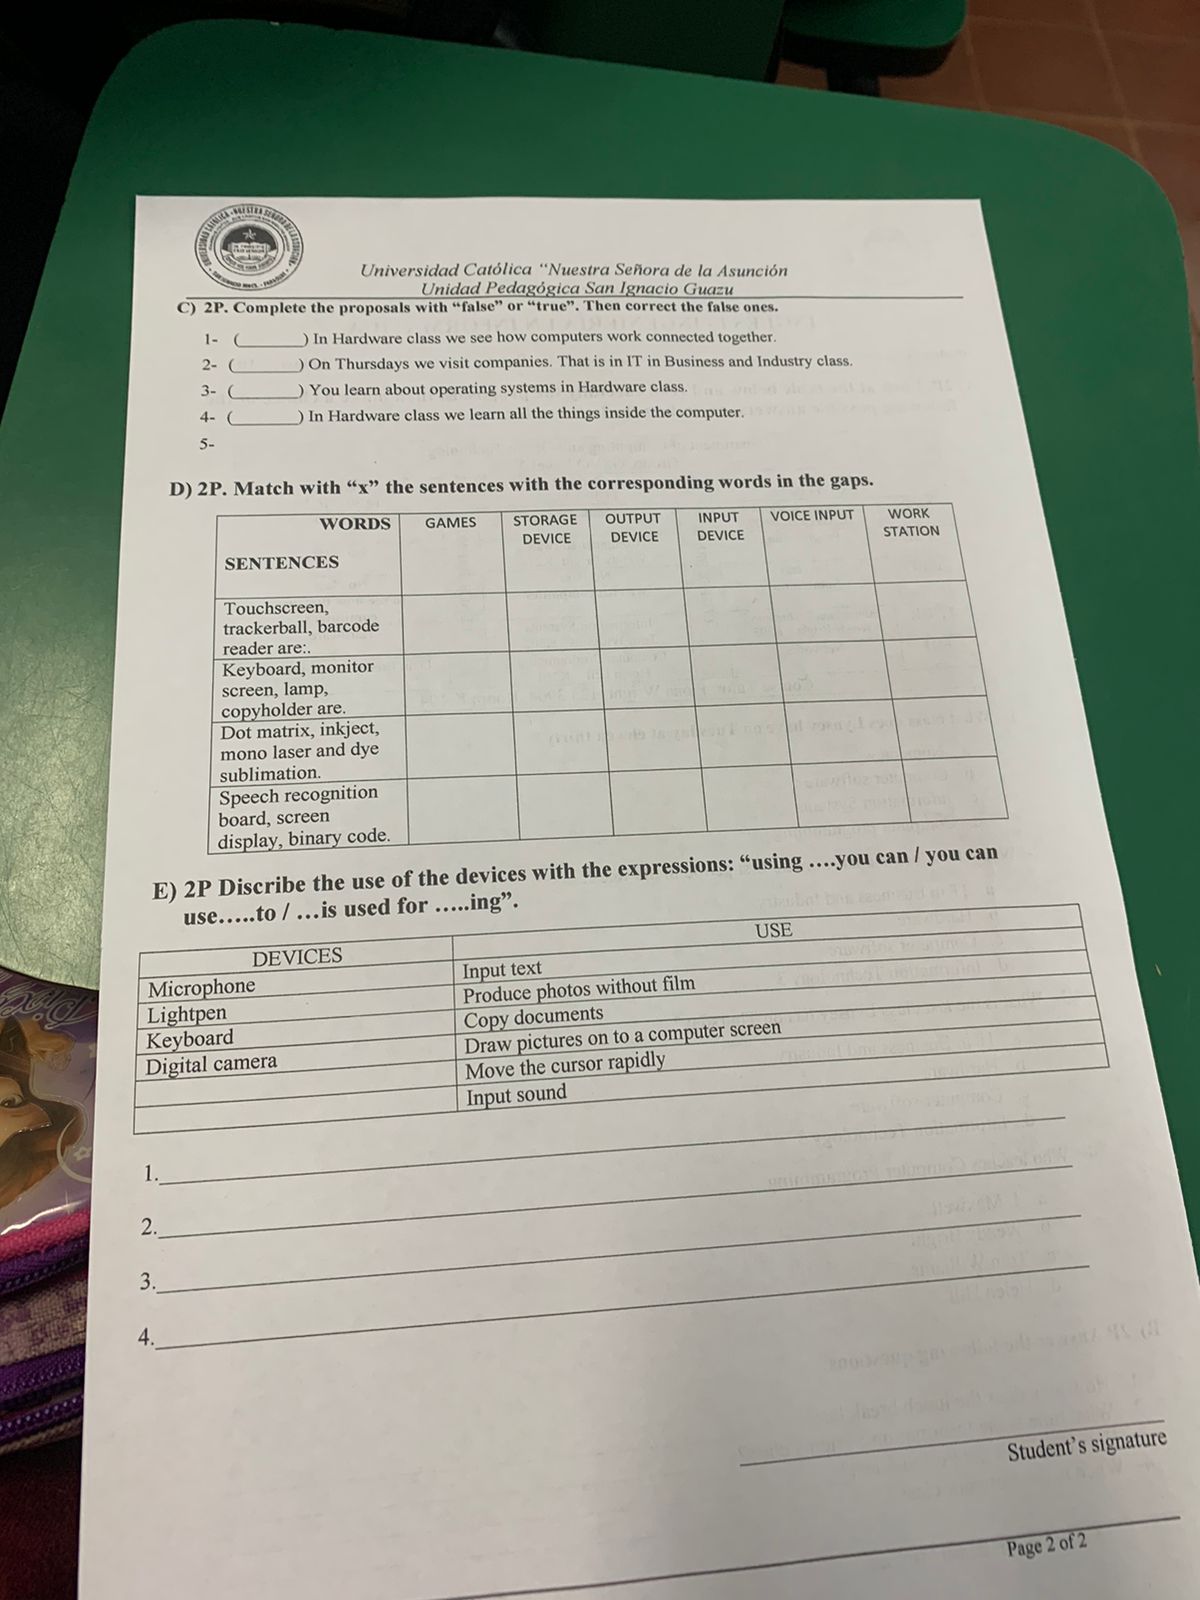 Universidad Católica “Nuestra Señora de la Asunción
Unidad Pedagógica San Ignacio Guazu
C) 2P. Complete the proposals with “false” or “true”. Then correct the false ones.
1- (______) In Hardware class we see how computers work connected together.
2- (______) On Thursdays we visit companies. That is in IT in Business and Industry class.
3- (______) You learn about operating systems in Hardware class.
4- (______) In Hardware class we learn all the things inside the computer.
5-
D) 2P. Match with “x” the sentences with the corresponding words in the gaps.
WORDS GAMES STORAGE DEVICE OUTPUT DEVICE INPUT DEVICE VOICE INPUT WORK STATION
SENTENCES
Touchscreen,
trackerball, barcode
reader are:.
Keyboard, monitor
screen, lamp,
copyholder are.
Dot matrix, inkject,
mono laser and dye
sublimation.
Speech recognition
board, screen
display, binary code.
E) 2P Discribe the use of the devices with the expressions: “using ....you can / you can
use.....to / ...is used for .....ing”.
DEVICES USE
Microphone Input text
Lightpen Produce photos without film
Keyboard Copy documents
Digital camera Draw pictures on to a computer screen
Move the cursor rapidly
Input sound
1.
2.
3.
4.
Student’s signature
Page 2 of 2